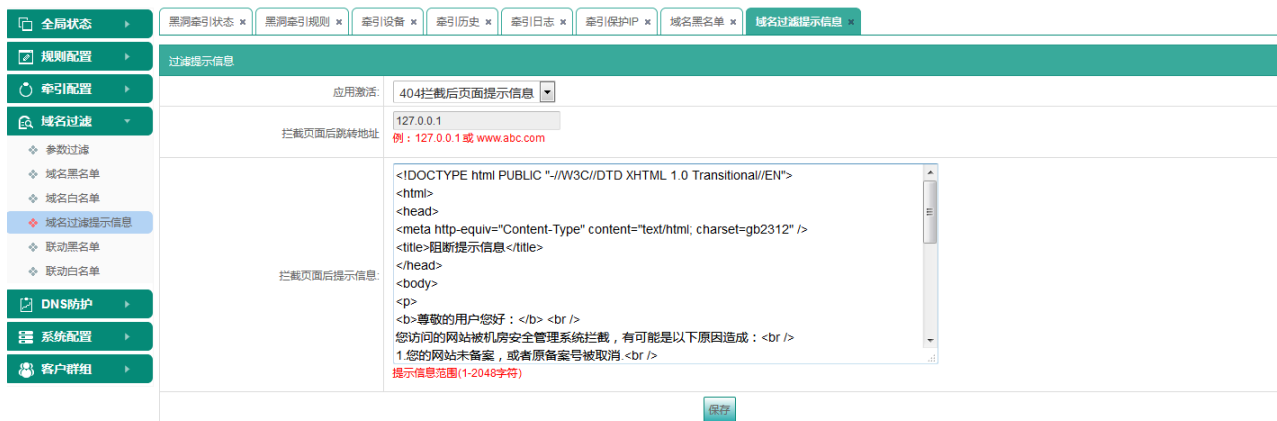 全局状态
规则配置
牵引配置
域名过滤
参数过滤
域名黑名单
域名白名单
域名过滤提示信息
联动黑名单
联动白名单
DNS防护
系统配置
客户群组
黑洞牵引状态 ×
黑洞牵引规则 ×
牵引设备 ×
牵引历史 ×
牵引日志 ×
牵引保护IP ×
域名黑名单 ×
域名过滤提示信息 ×
过滤提示信息
应用激活:
404拦截后页面提示信息
拦截页面后跳转地址
127.0.0.1
例：127.0.0.1 或 www.abc.com
拦截页面后提示信息:
<!DOCTYPE html PUBLIC "-//W3C//DTD XHTML 1.0 Transitional//EN">
<html>
<head>
<meta http-equiv="Content-Type" content="text/html; charset=gb2312" />
<title>阻断提示信息</title>
</head>
<body>
<p>
<b>尊敬的用户您好：</b> <br />
您访问的网站被机房安全管理系统拦截，有可能是以下原因造成：<br />
1.您的网站未备案，或者原备案号被取消.<br />
提示信息范围(1-2048字符)
保存